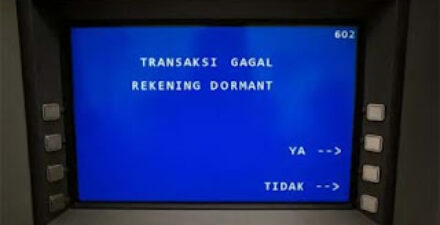 602
TRANSAKSI GAGAL
REKENING DORMANT
YA -->
TIDAK -->